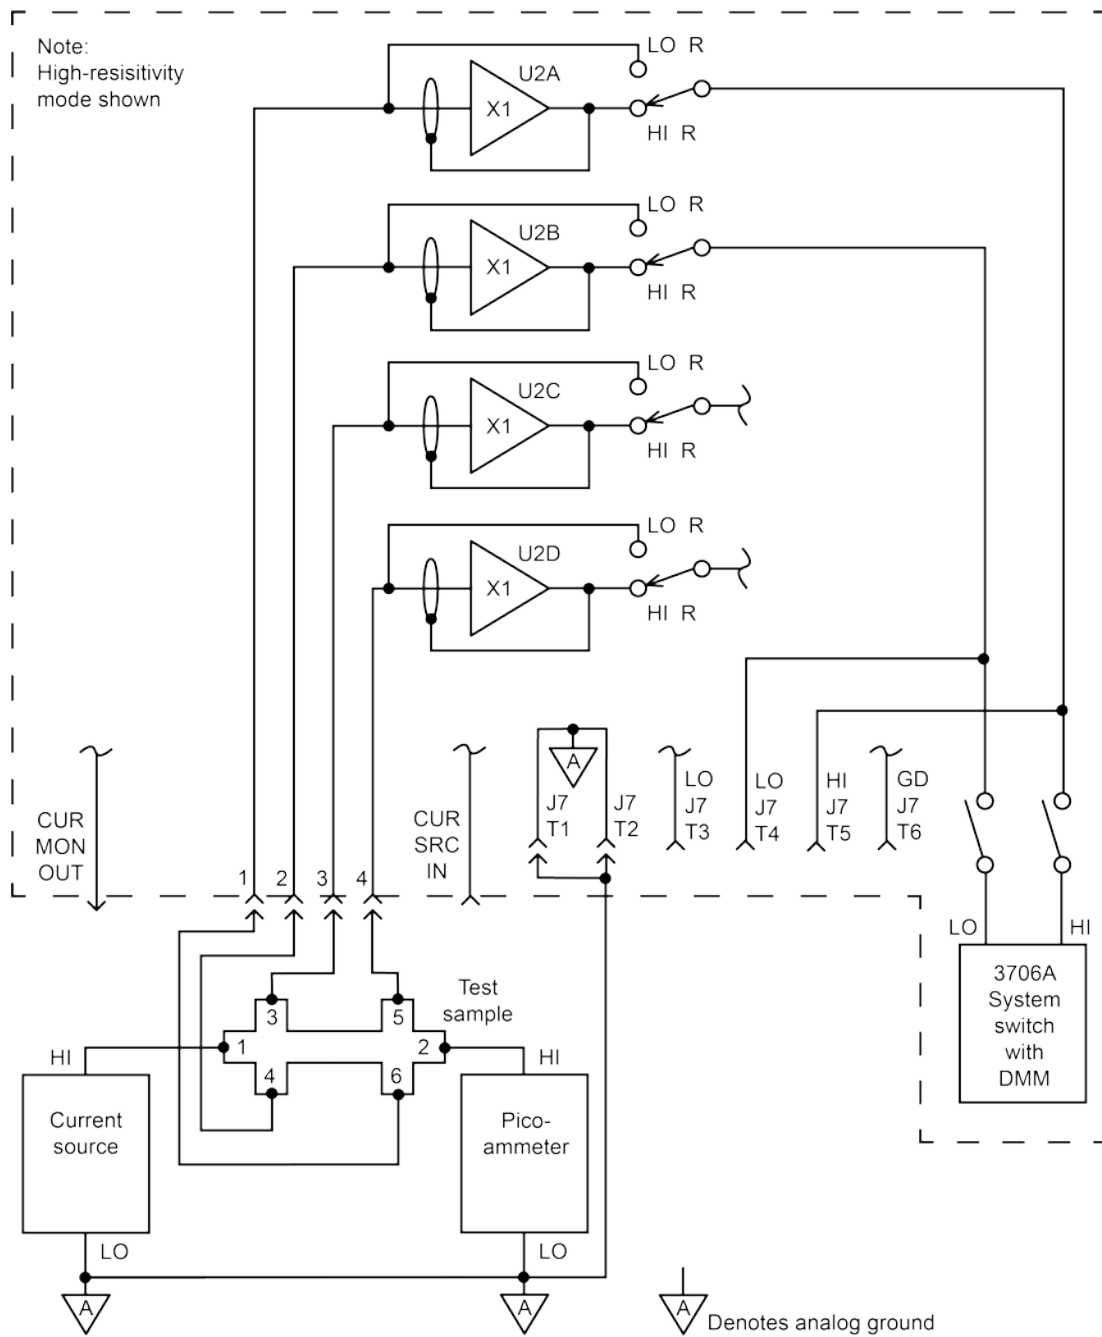 Note:
High-resisitivity
mode shown
LO R
U2A
X1
HI R
LO R
U2B
X1
HI R
LO R
U2C
X1
HI R
LO R
U2D
X1
HI R
CUR
MON
OUT
1
2
3
4
CUR
SRC
IN
A
J7
T1
J7
T2
LO
J7
T3
LO
J7
T4
HI
J7
T5
GD
J7
T6
LO
HI
3706A
System
switch
with
DMM
Test
sample
3
5
1
2
4
6
HI
Current
source
LO
A
HI
Pico-
ammeter
LO
A
A
Denotes analog ground